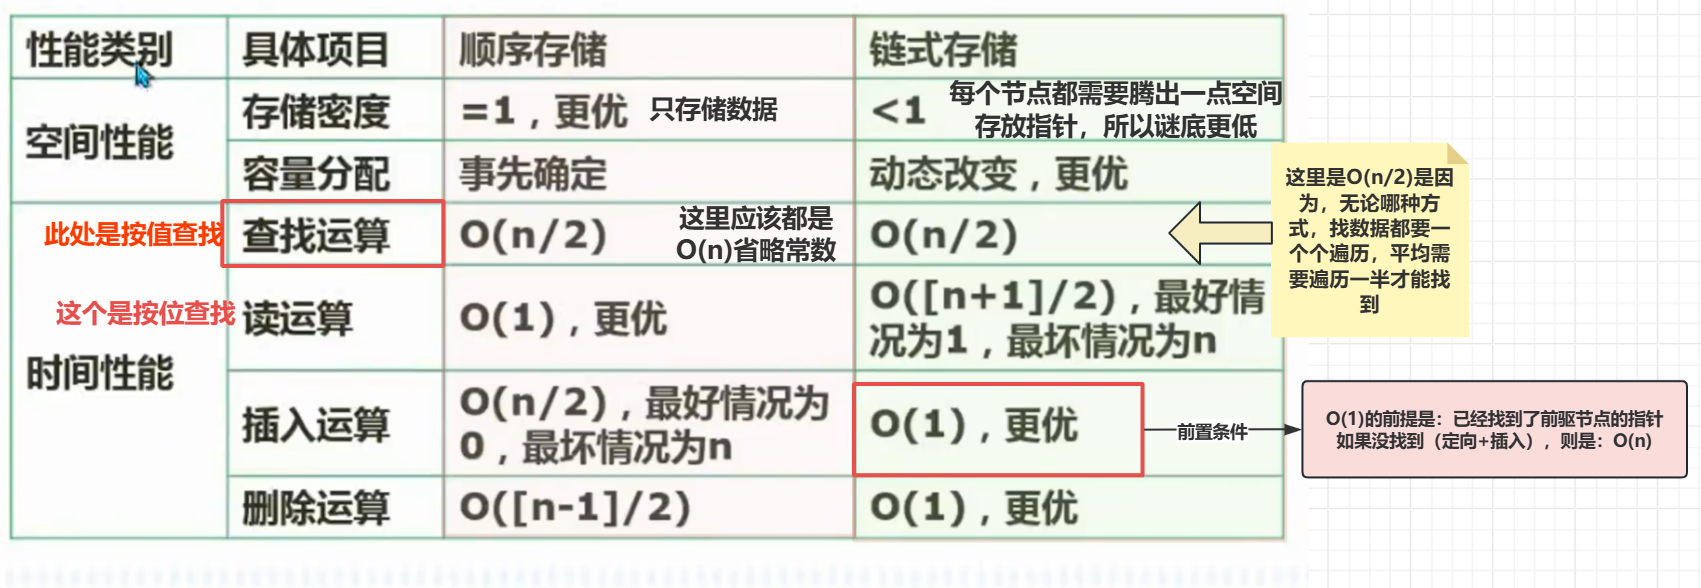 性能类别
具体项目
顺序存储
链式存储
空间性能
存储密度
=1，更优
只存储数据
<1
每个节点都需要腾出一点空间
存放指针，所以谜底更低
容量分配
事先确定
动态改变，更优
时间性能
此处是按值查找
查找运算
O(n/2)
这里应该都是
O(n)省略常数
O(n/2)
这里是O(n/2)是因
为，无论哪种方
式，找数据都要一
个个遍历，平均需
要遍历一半才能找
到
这个是按位查找
读运算
O(1)，更优
O([n+1]/2)，最好情
况为1，最坏情况为n
插入运算
O(n/2)，最好情况为
0，最坏情况为n
O(1)，更优
前置条件
O(1)的前提是：已经找到了前驱节点的指针
如果没找到（定向+插入），则是：O(n)
删除运算
O([n-1]/2)
O(1)，更优